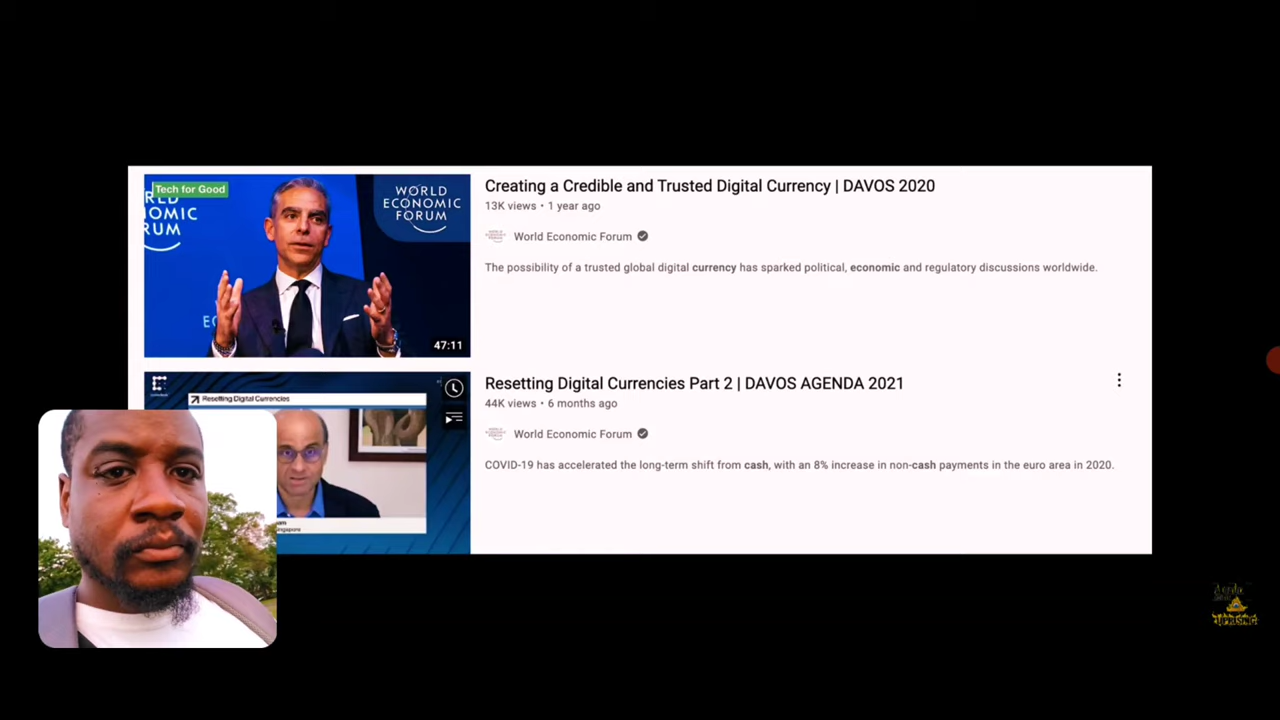 Tech for Good
WORLD
ECONOMIC
FORUM
47:11
Creating a Credible and Trusted Digital Currency | DAVOS 2020
13K views • 1 year ago
World Economic Forum
The possibility of a trusted global digital currency has sparked political, economic and regulatory discussions worldwide.
Resetting Digital Currencies
Resetting Digital Currencies Part 2 | DAVOS AGENDA 2021
44K views • 6 months ago
World Economic Forum
COVID-19 has accelerated the long-term shift from cash, with an 8% increase in non-cash payments in the euro area in 2020.
UPRISING